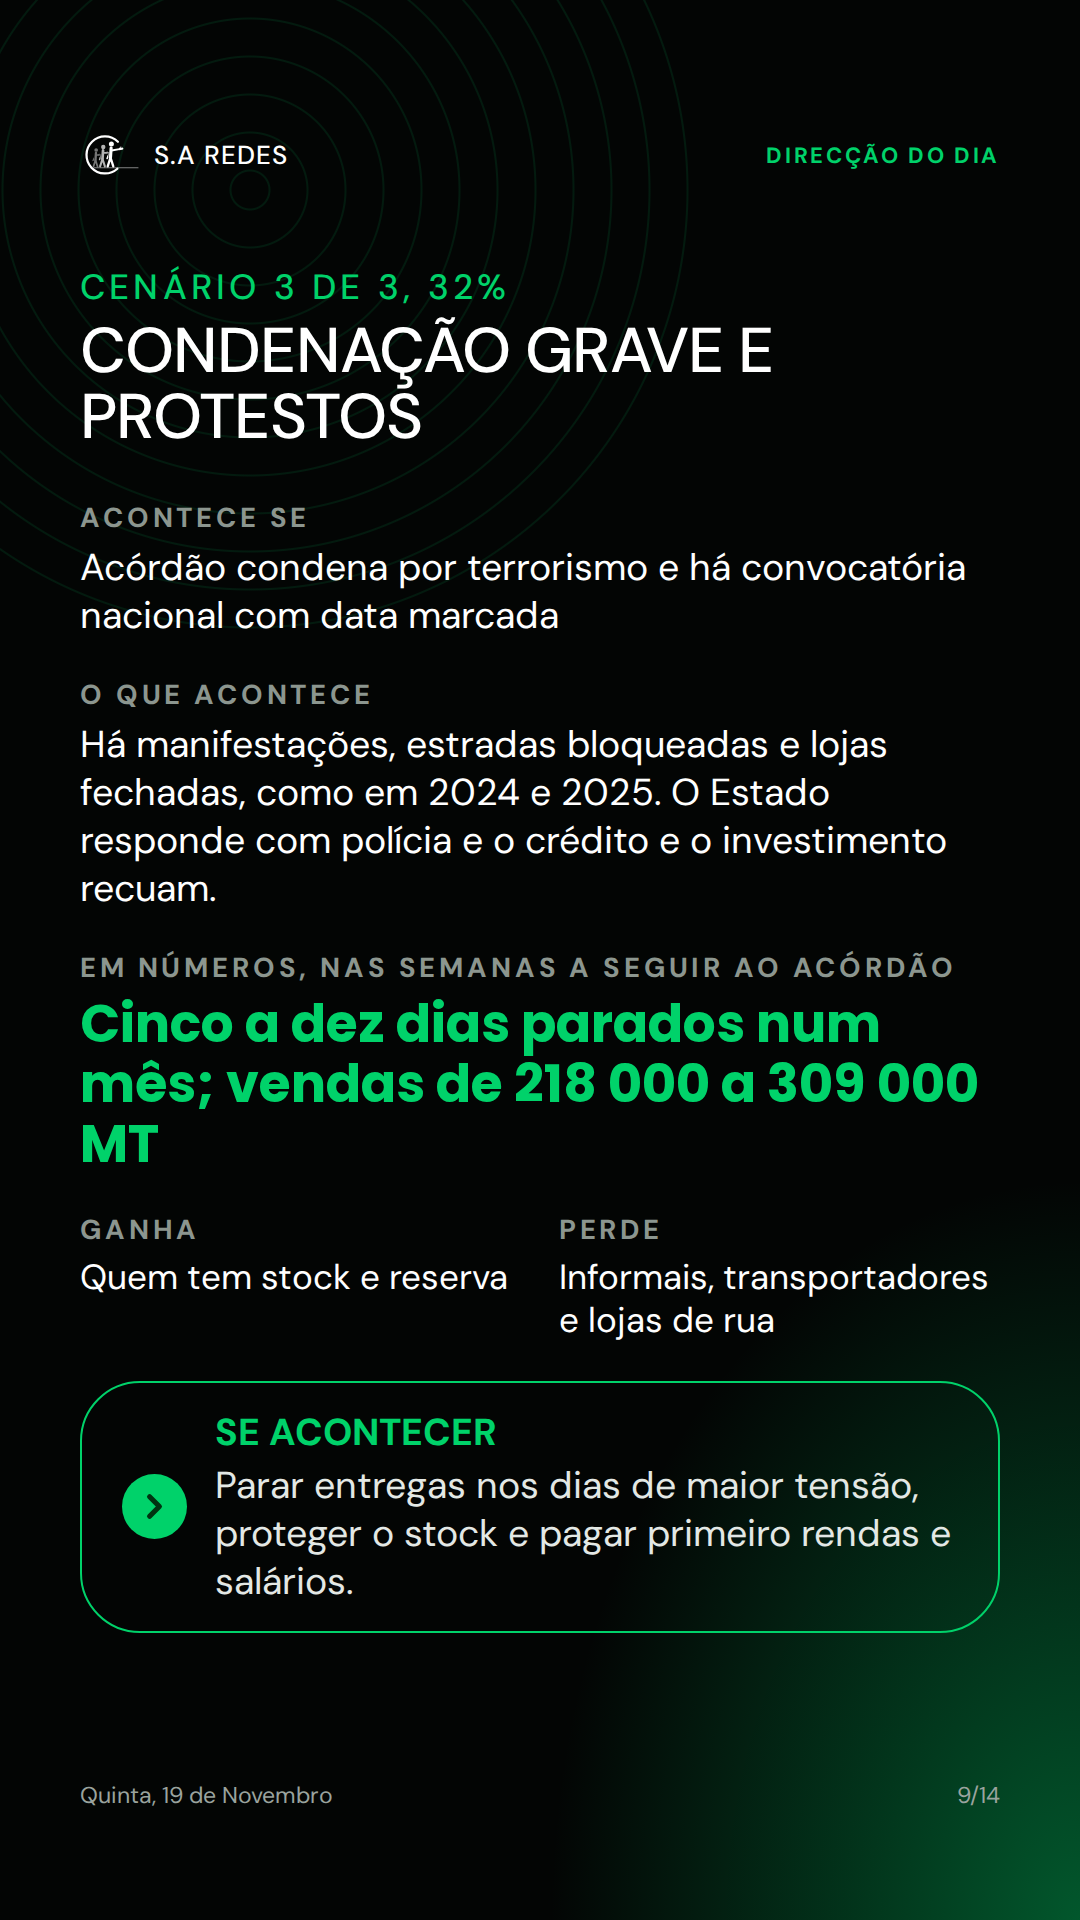 S.A REDES
DIRECÇÃO DO DIA
CENÁRIO 3 DE 3, 32%
CONDENAÇÃO GRAVE E
PROTESTOS
ACONTECE SE
Acórdão condena por terrorismo e há convocatória
nacional com data marcada
O QUE ACONTECE
Há manifestações, estradas bloqueadas e lojas
fechadas, como em 2024 e 2025. O Estado
responde com polícia e o crédito e o investimento
recuam.
EM NÚMEROS, NAS SEMANAS A SEGUIR AO ACÓRDÃO
Cinco a dez dias parados num
mês; vendas de 218 000 a 309 000
MT
GANHA
Quem tem stock e reserva
PERDE
Informais, transportadores
e lojas de rua
SE ACONTECER
Parar entregas nos dias de maior tensão,
proteger o stock e pagar primeiro rendas e
salários.
Quinta, 19 de Novembro
9/14